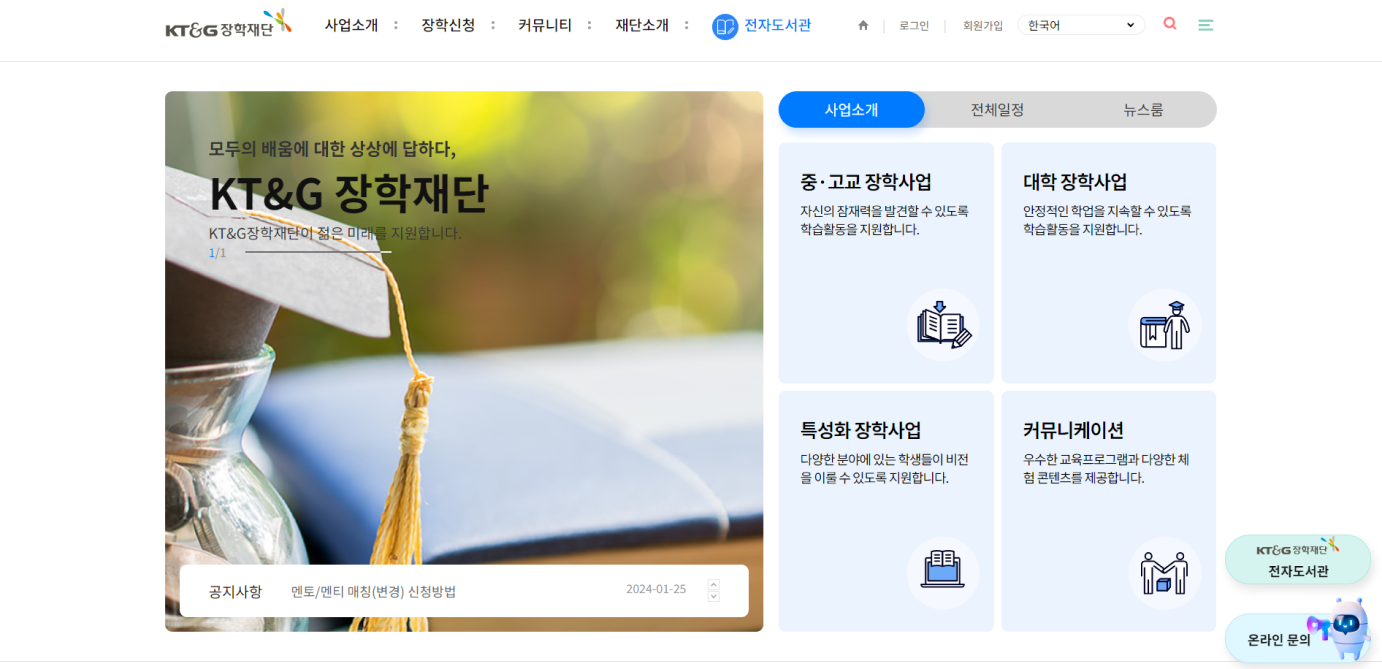 KT&G 장학재단
사업소개
장학신청
커뮤니티
재단소개
전자도서관
로그인
회원가입
한국어
모두의 배움에 대한 상상에 답하다,
KT&G 장학재단
KT&G장학재단이 젊은 미래를 지원합니다.
1/1
공지사항 멘토/멘티 매칭(변경) 신청방법 2024-01-25
사업소개
전체일정
뉴스룸
중·고교 장학사업
자신의 잠재력을 발견할 수 있도록
학습활동을 지원합니다.
대학 장학사업
안정적인 학업을 지속할 수 있도록
학습활동을 지원합니다.
특성화 장학사업
다양한 분야에 있는 학생들이 비전
을 이룰 수 있도록 지원합니다.
커뮤니케이션
우수한 교육프로그램과 다양한 체
험 콘텐츠를 제공합니다.
KT&G 장학재단
전자도서관
온라인 문의